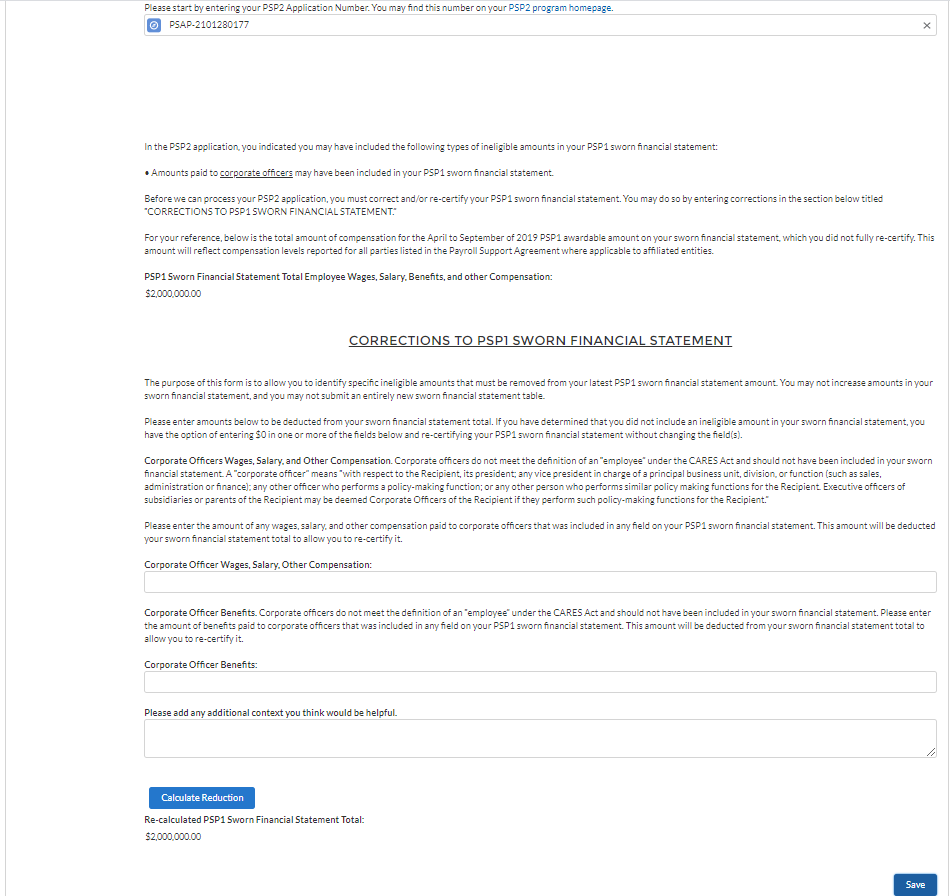 Please start by entering your PSP2 Application Number. You may find this number on your PSP2 program homepage.
PSAP-2101280177
In the PSP2 application, you indicated you may have included the following types of ineligible amounts in your PSP1 sworn financial statement:
• Amounts paid to corporate officers may have been included in your PSP1 sworn financial statement.
Before we can process your PSP2 application, you must correct and/or re-certify your PSP1 sworn financial statement. You may do so by entering corrections in the section below titled
"CORRECTIONS TO PSP1 SWORN FINANCIAL STATEMENT."
For your reference, below is the total amount of compensation for the April to September of 2019 PSP1 awardable amount on your sworn financial statement, which you did not fully re-certify. This
amount will reflect compensation levels reported for all parties listed in the Payroll Support Agreement where applicable to affiliated entities.
PSP1 Sworn Financial Statement Total Employee Wages, Salary, Benefits, and other Compensation:
$2,000,000.00
CORRECTIONS TO PSP1 SWORN FINANCIAL STATEMENT
The purpose of this form is to allow you to identify specific ineligible amounts that must be removed from your latest PSP1 sworn financial statement amount. You may not increase amounts in your
sworn financial statement, and you may not submit an entirely new sworn financial statement table.
Please enter amounts below to be deducted from your sworn financial statement total. If you have determined that you did not include an ineligible amount in your sworn financial statement, you
have the option of entering $0 in one or more of the fields below and re-certifying your PSP1 sworn financial statement without changing the field(s).
Corporate Officers Wages, Salary, and Other Compensation. Corporate officers do not meet the definition of an "employee" under the CARES Act and should not have been included in your sworn
financial statement. A "corporate officer" means "with respect to the Recipient, its president; any vice president in charge of a principal business unit, division, or function (such as sales,
administration or finance); any other officer who performs a policy-making function; or any other person who performs similar policy making functions for the Recipient. Executive officers of
subsidiaries or parents of the Recipient may be deemed Corporate Officers of the Recipient if they perform such policy-making functions for the Recipient."
Please enter the amount of any wages, salary, and other compensation paid to corporate officers that was included in any field on your PSP1 sworn financial statement. This amount will be deducted
your sworn financial statement total to allow you to re-certify it.
Corporate Officer Wages, Salary, Other Compensation:
Corporate Officer Benefits. Corporate officers do not meet the definition of an "employee" under the CARES Act and should not have been included in your sworn financial statement. Please enter
the amount of benefits paid to corporate officers that was included in any field on your PSP1 sworn financial statement. This amount will be deducted from your sworn financial statement total to
allow you to re-certify it.
Corporate Officer Benefits:
Please add any additional context you think would be helpful.
Calculate Reduction
Re-calculated PSP1 Sworn Financial Statement Total:
$2,000,000.00
Save